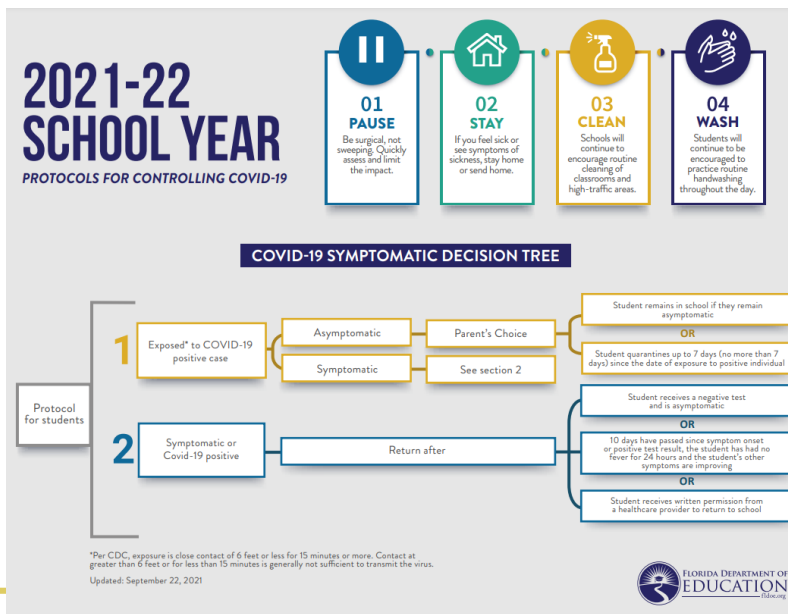 2021-22
SCHOOL YEAR
PROTOCOLS FOR CONTROLLING COVID-19
01
PAUSE
Be surgical, not
sweeping. Quickly
assess and limit
the impact.
02
STAY
If you feel sick or
see symptoms of
sickness, stay home
or send home.
03
CLEAN
Schools will
continue to
encourage routine
cleaning of
classrooms and
high-traffic areas.
04
WASH
Students will
continue to be
encouraged to
practice routine
handwashing
throughout the day.
COVID-19 SYMPTOMATIC DECISION TREE
Protocol
for students
1
Exposed* to COVID-19
positive case
Asymptomatic
Parent's Choice
Student remains in school if they remain
asymptomatic
OR
Student quarantines up to 7 days (no more than 7
days) since the date of exposure to positive individual
Symptomatic
See section 2
2
Symptomatic or
Covid-19 positive
Return after
Student receives a negative test
and is asymptomatic
OR
10 days have passed since symptom onset
or positive test result, the student has had no
fever for 24 hours and the student's other
symptoms are improving
OR
Student receives written permission from
a healthcare provider to return to school
*Per CDC, exposure is close contact of 6 feet or less for 15 minutes or more. Contact at
greater than 6 feet or for less than 15 minutes is generally not sufficient to transmit the virus.
Updated: September 22, 2021
FLORIDA DEPARTMENT OF
EDUCATION
fldoe.org